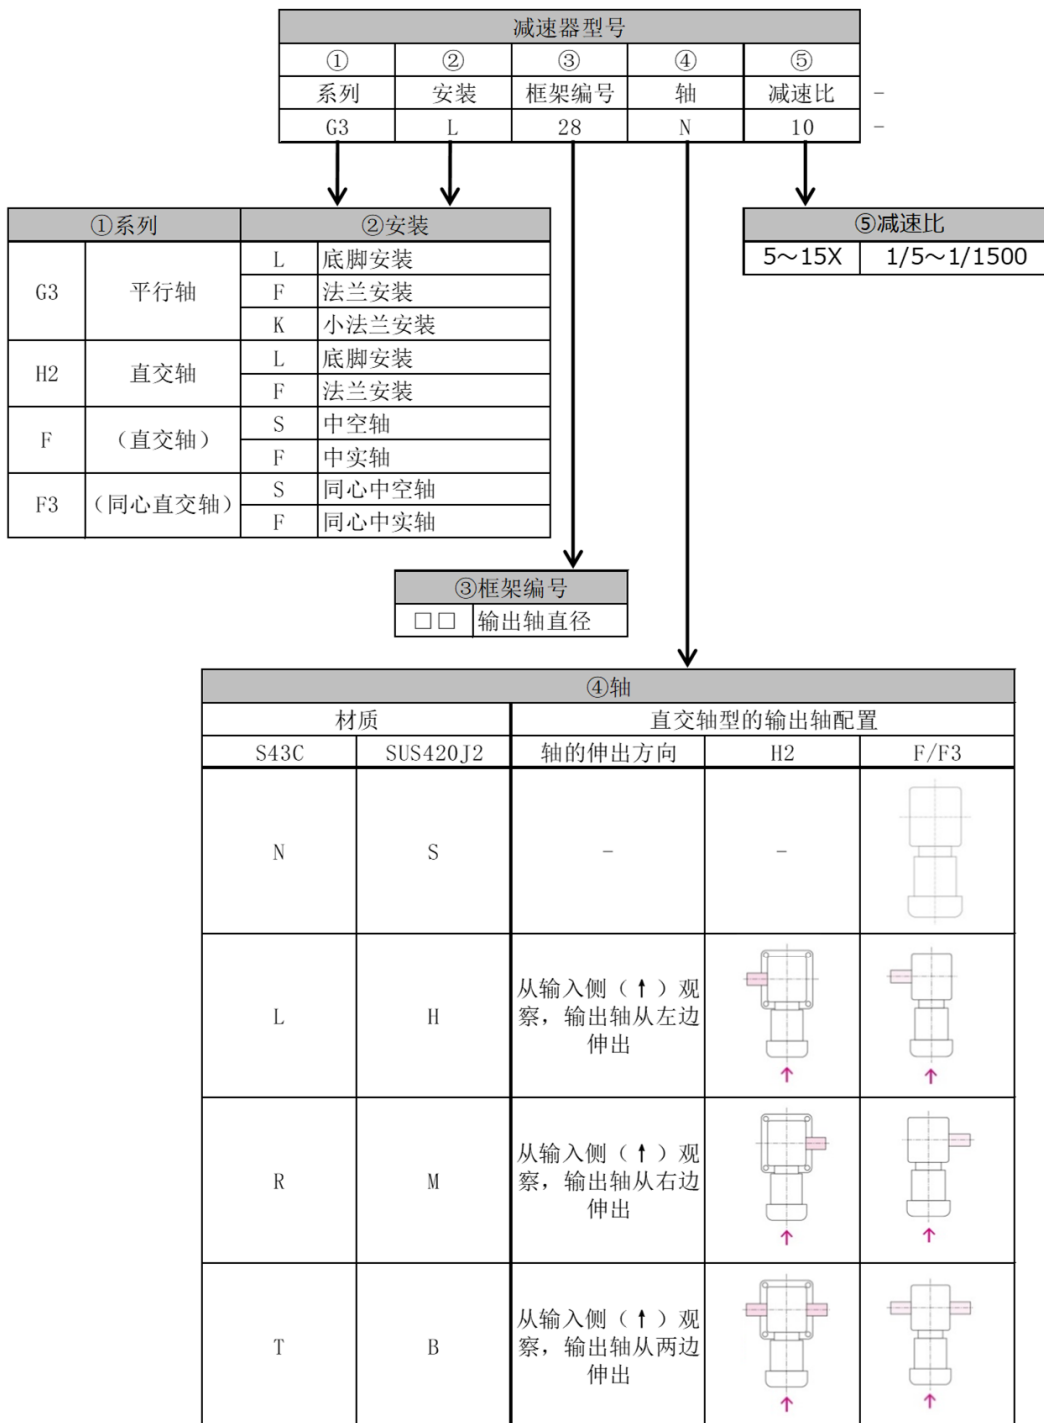 减速器型号
① ② ③ ④ ⑤
系列 安装 框架编号 轴 减速比 -
G3 L 28 N 10 -
①系列 ②安装
G3 平行轴
L 底脚安装
F 法兰安装
K 小法兰安装
H2 直交轴
L 底脚安装
F 法兰安装
F （直交轴）
S 中空轴
F 中实轴
F3 （同心直交轴）
S 同心中空轴
F 同心中实轴
⑤减速比
5～15X 1/5～1/1500
③框架编号
□□ 输出轴直径
④轴
材质 直交轴型的输出轴配置
S43C SUS420J2 轴的伸出方向 H2 F/F3
N S - -
L H
从输入侧（↑）观
察，输出轴从左边
伸出
R M
从输入侧（↑）观
察，输出轴从右边
伸出
T B
从输入侧（↑）观
察，输出轴从两边
伸出